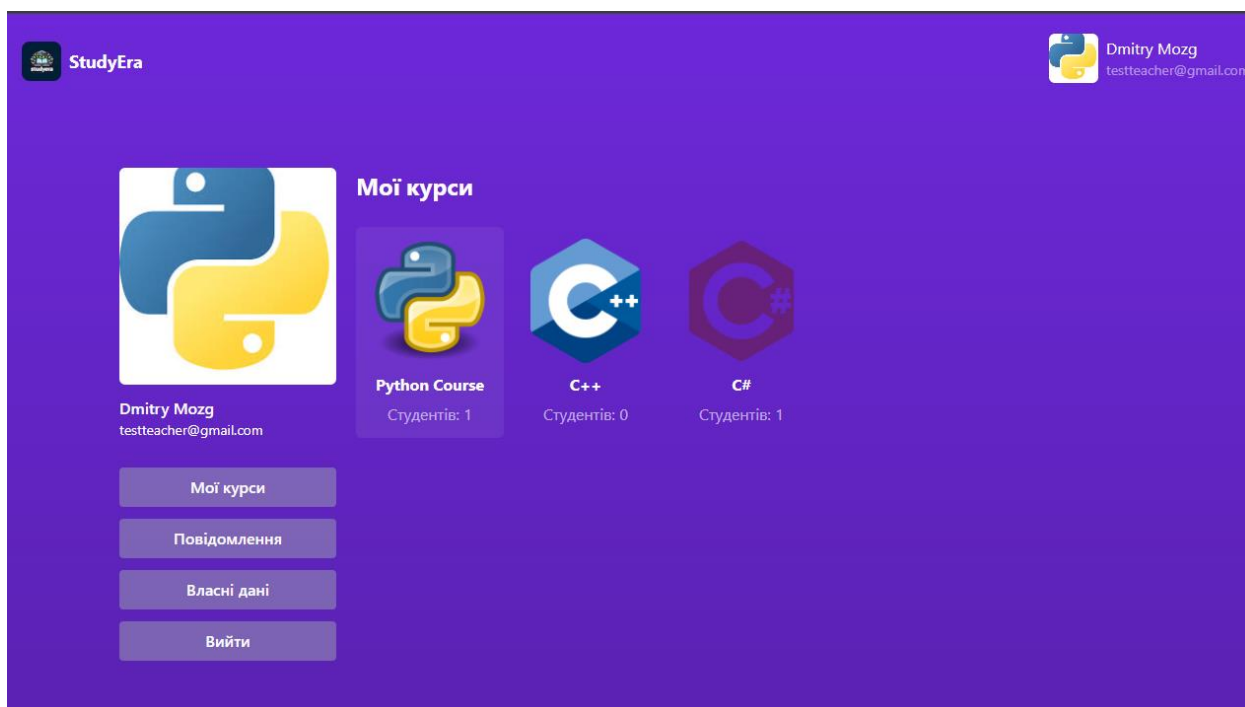 StudyEra
Dmitry Mozg
testteacher@gmail.com
Мої курси
Python Course
Студентів: 1
C++
Студентів: 0
C#
Студентів: 1
Dmitry Mozg
testteacher@gmail.com
Мої курси
Повідомлення
Власні дані
Вийти